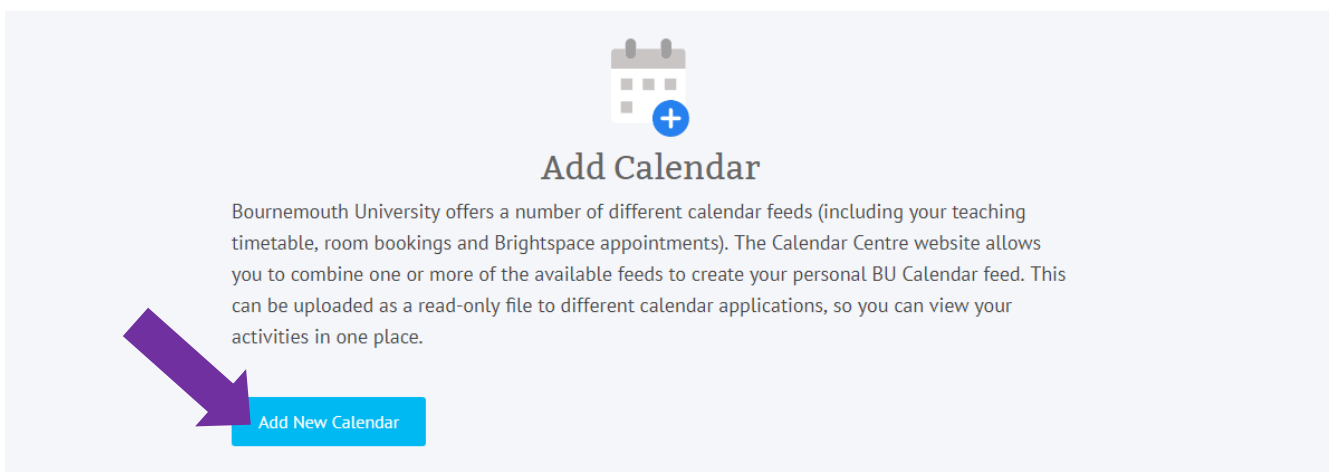 Add Calendar
Bournemouth University offers a number of different calendar feeds (including your teaching
timetable, room bookings and Brightspace appointments). The Calendar Centre website allows
you to combine one or more of the available feeds to create your personal BU Calendar feed. This
can be uploaded as a read-only file to different calendar applications, so you can view your
activities in one place.
Add New Calendar